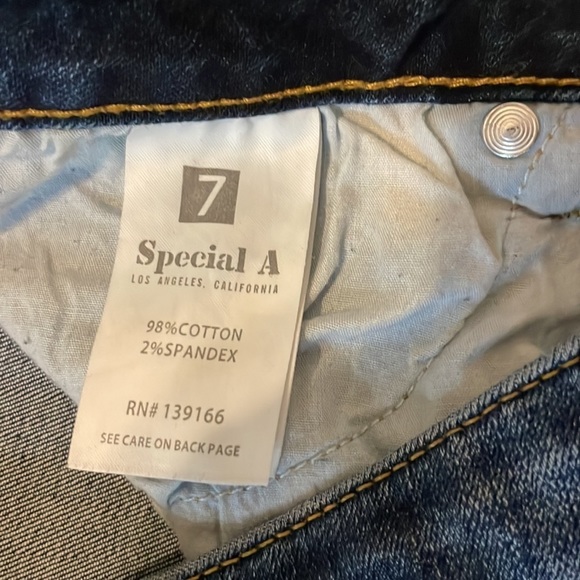 7
Special A
LOS ANGELES, CALIFORNIA
98%COTTON
2%SPANDEX
RN# 139166
SEE CARE ON BACK PAGE